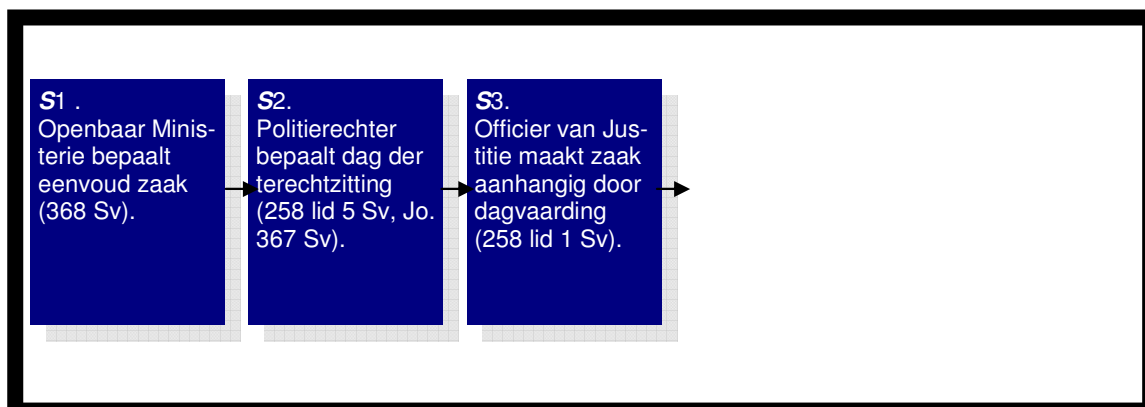 S1 .
Openbaar Minis-
terie bepaalt
eenvoud zaak
(368 Sv).
S2.
Politierechter
bepaalt dag der
terechtzitting
(258 lid 5 Sv, Jo.
367 Sv).
S3.
Officier van Jus-
titie maakt zaak
aanhangig door
dagvaarding
(258 lid 1 Sv).